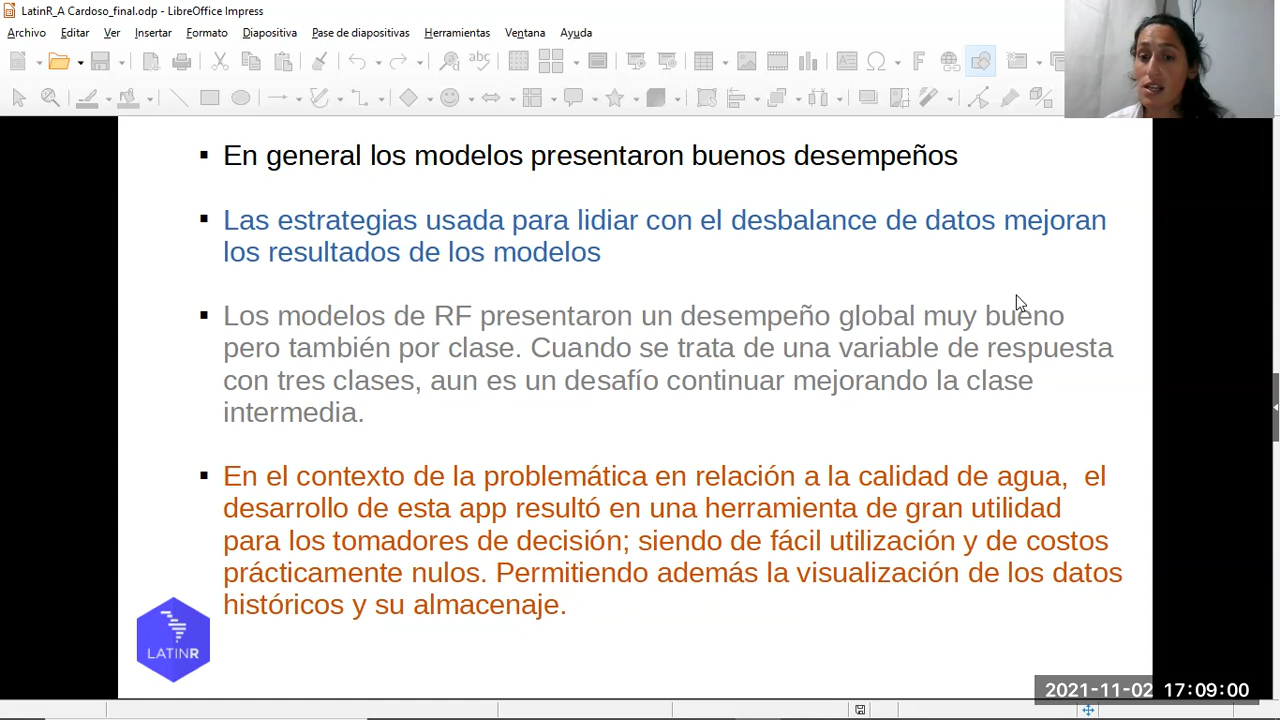 LatinR_A Cardoso_final.odp - LibreOffice Impress
Archivo Editar Ver Insertar Formato Diapositiva Pase de diapositivas Herramientas Ventana Ayuda
En general los modelos presentaron buenos desempeños
Las estrategias usada para lidiar con el desbalance de datos mejoran
los resultados de los modelos
Los modelos de RF presentaron un desempeño global muy bueno
pero también por clase. Cuando se trata de una variable de respuesta
con tres clases, aun es un desafío continuar mejorando la clase
intermedia.
En el contexto de la problemática en relación a la calidad de agua, el
desarrollo de esta app resultó en una herramienta de gran utilidad
para los tomadores de decisión; siendo de fácil utilización y de costos
prácticamente nulos. Permitiendo además la visualización de los datos
históricos y su almacenaje.
LATINR
2021-11-02 17:09:00